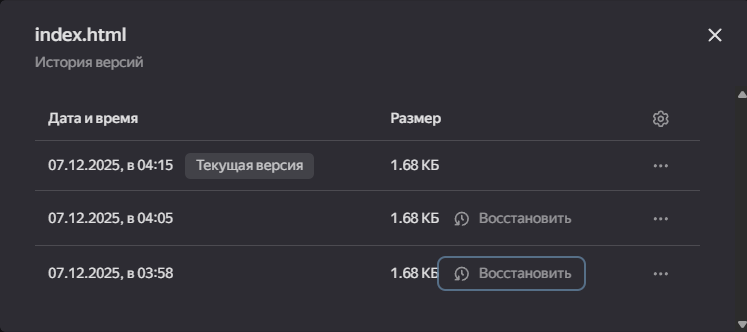 index.html
История версий
Дата и время Размер
07.12.2025, в 04:15 Текущая версия 1.68 КБ
07.12.2025, в 04:05 1.68 КБ Восстановить
07.12.2025, в 03:58 1.68 КБ Восстановить